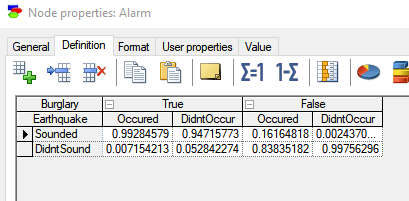 Node properties: Alarm
General Definition Format User properties Value
Σ=1 1-Σ
Burglary True False
Earthquake Occured DidntOccur Occured DidntOccur
Sounded 0.99284579 0.94715773 0.16164818 0.0024370...
DidntSound 0.007154213 0.052842274 0.83835182 0.99756296